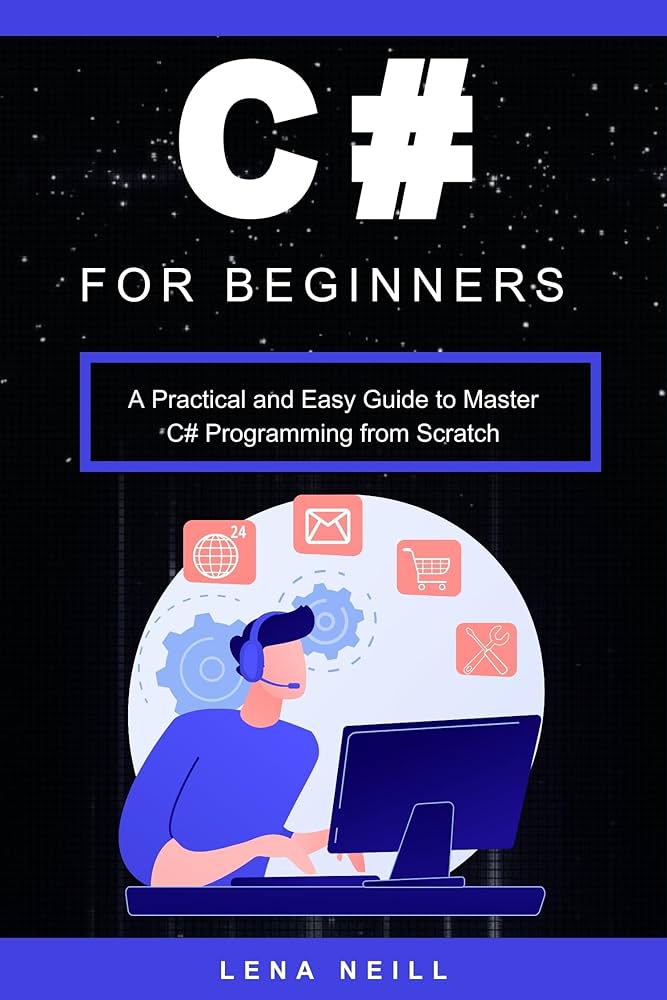 C#
FOR BEGINNERS
A Practical and Easy Guide to Master
C# Programming from Scratch
24
LENA NEILL